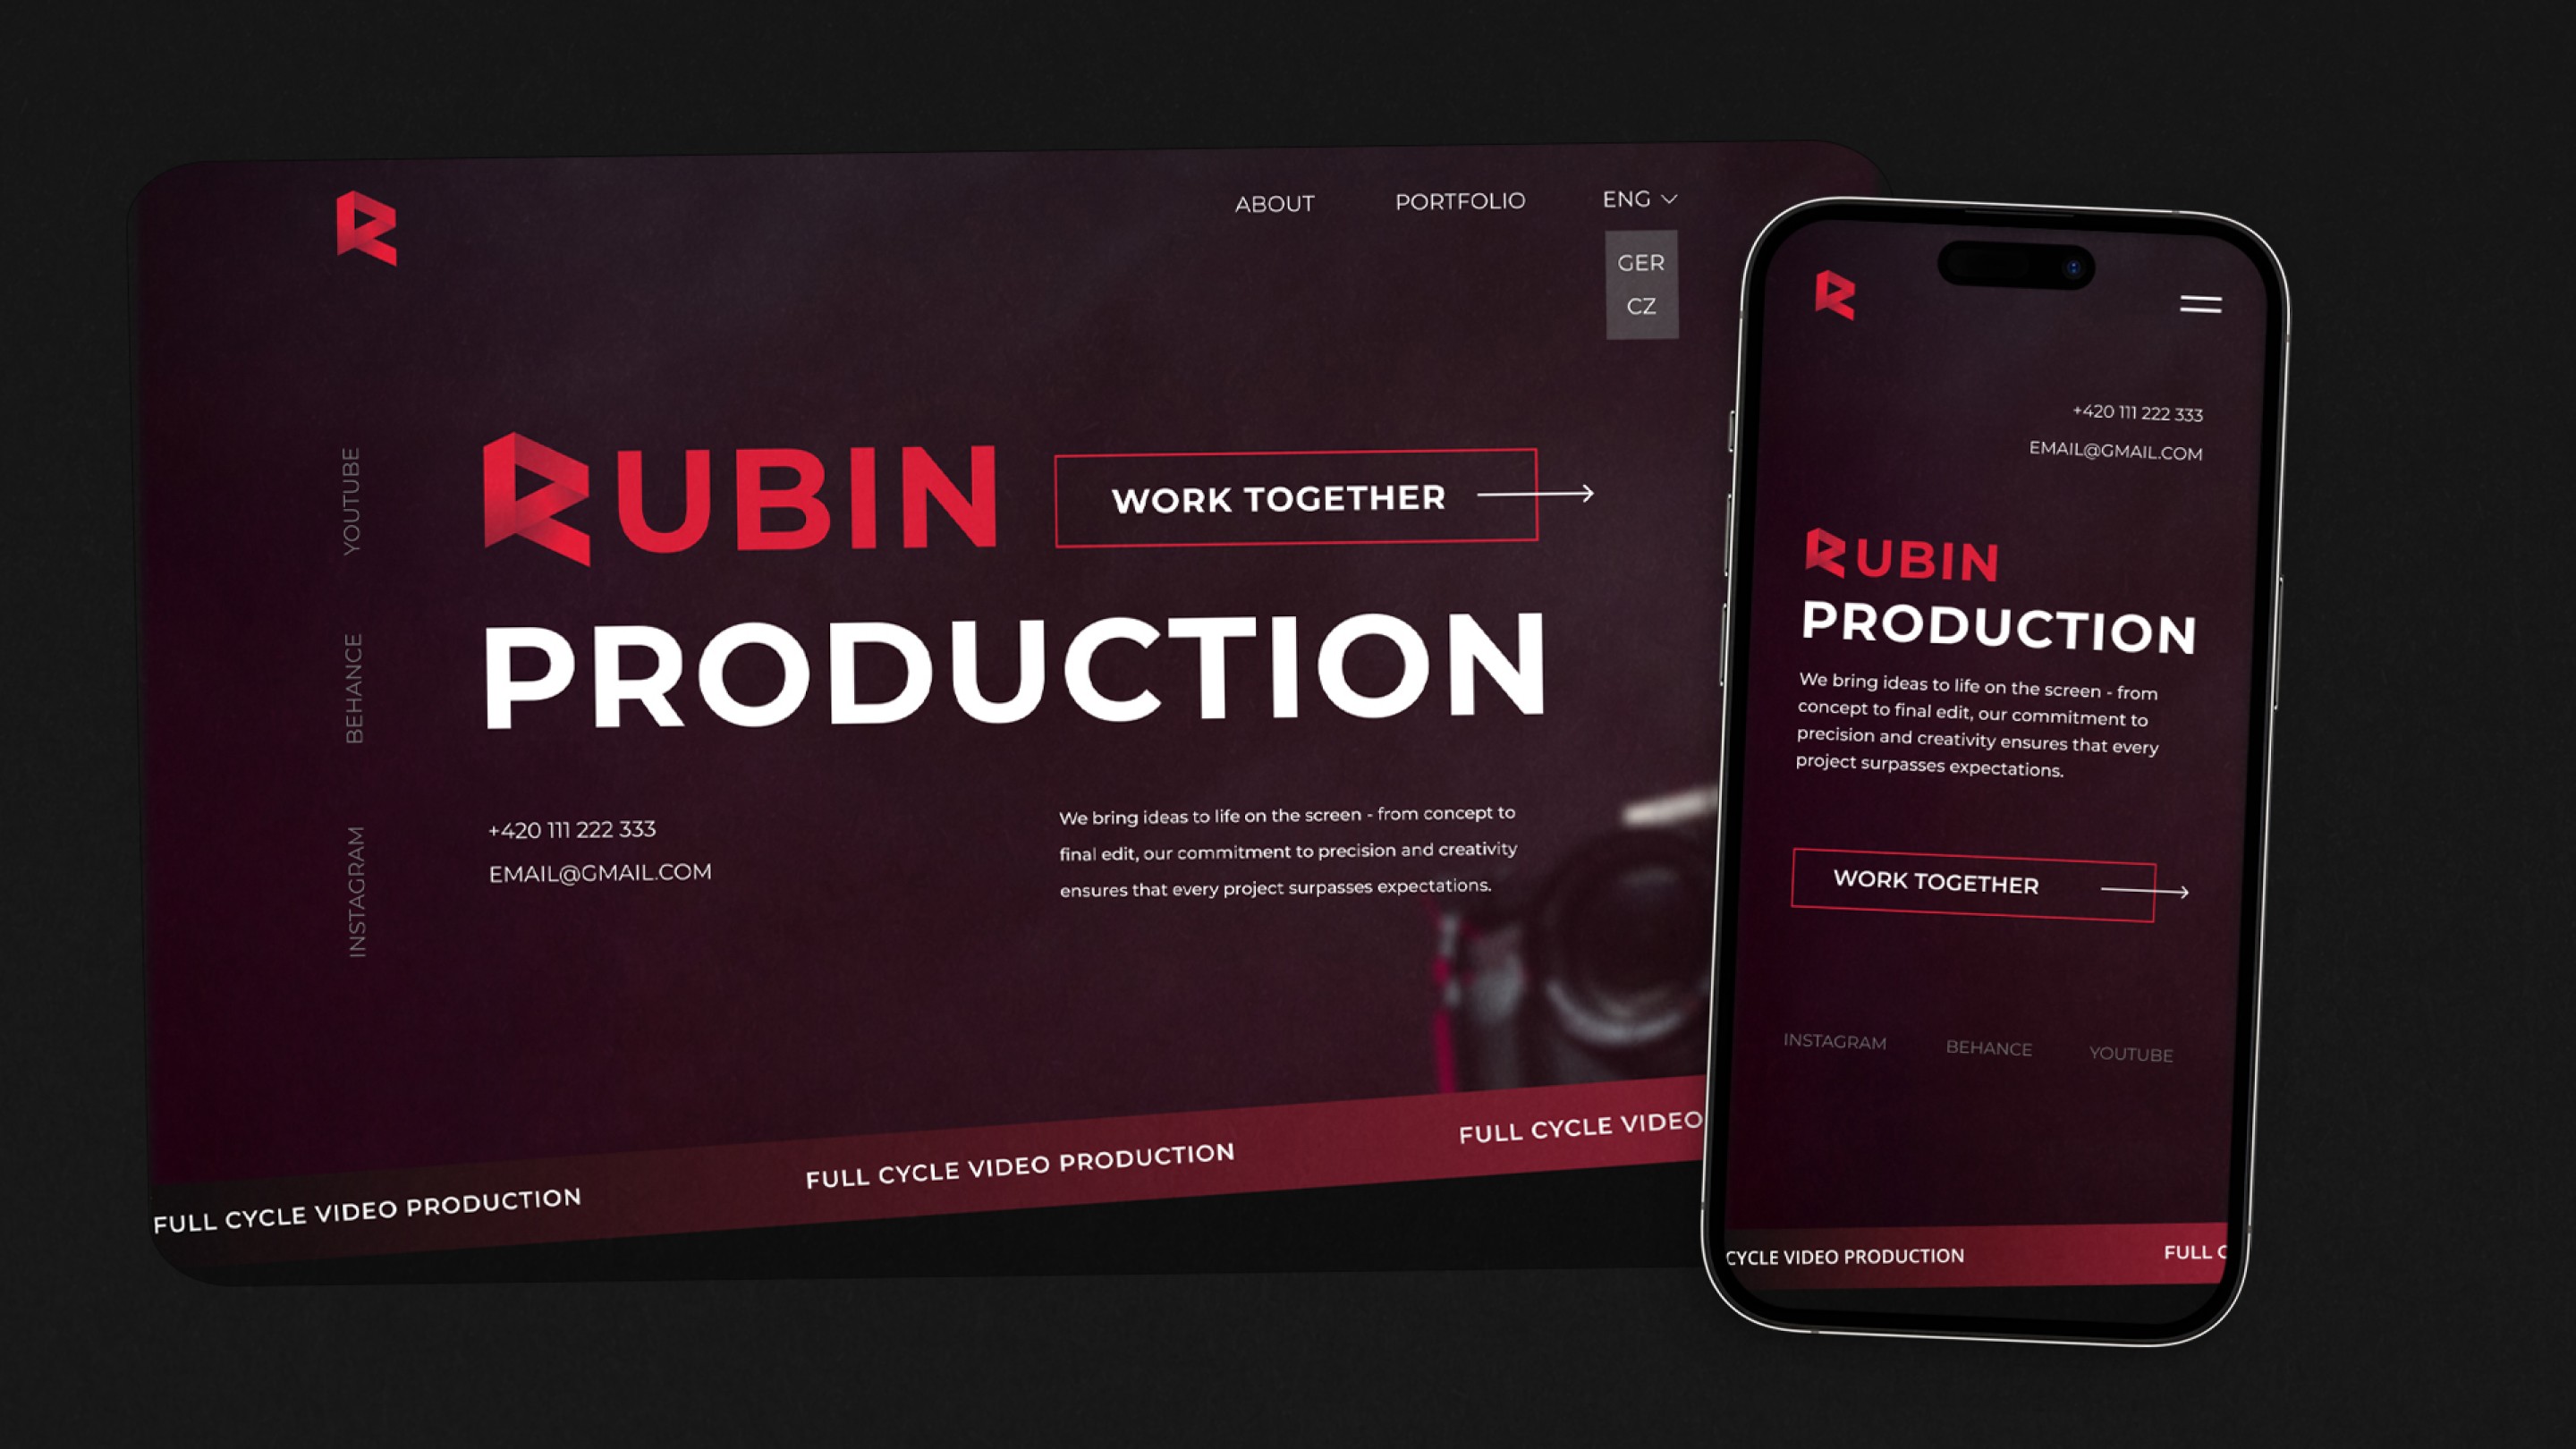 ABOUT
PORTFOLIO
ENG
GER
CZ
YOUTUBE
BEHANCE
INSTAGRAM
RUBIN
WORK TOGETHER
PRODUCTION
+420 111 222 333
EMAIL@GMAIL.COM
We bring ideas to life on the screen - from concept to
final edit, our commitment to precision and creativity
ensures that every project surpasses expectations.
FULL CYCLE VIDEO PRODUCTION
FULL CYCLE VIDEO PRODUCTION
FULL CYCLE VIDEO
+420 111 222 333
EMAIL@GMAIL.COM
RUBIN
PRODUCTION
We bring ideas to life on the screen - from
concept to final edit, our commitment to
precision and creativity ensures that every
project surpasses expectations.
WORK TOGETHER
INSTAGRAM
BEHANCE
YOUTUBE
CYCLE VIDEO PRODUCTION
FULL C